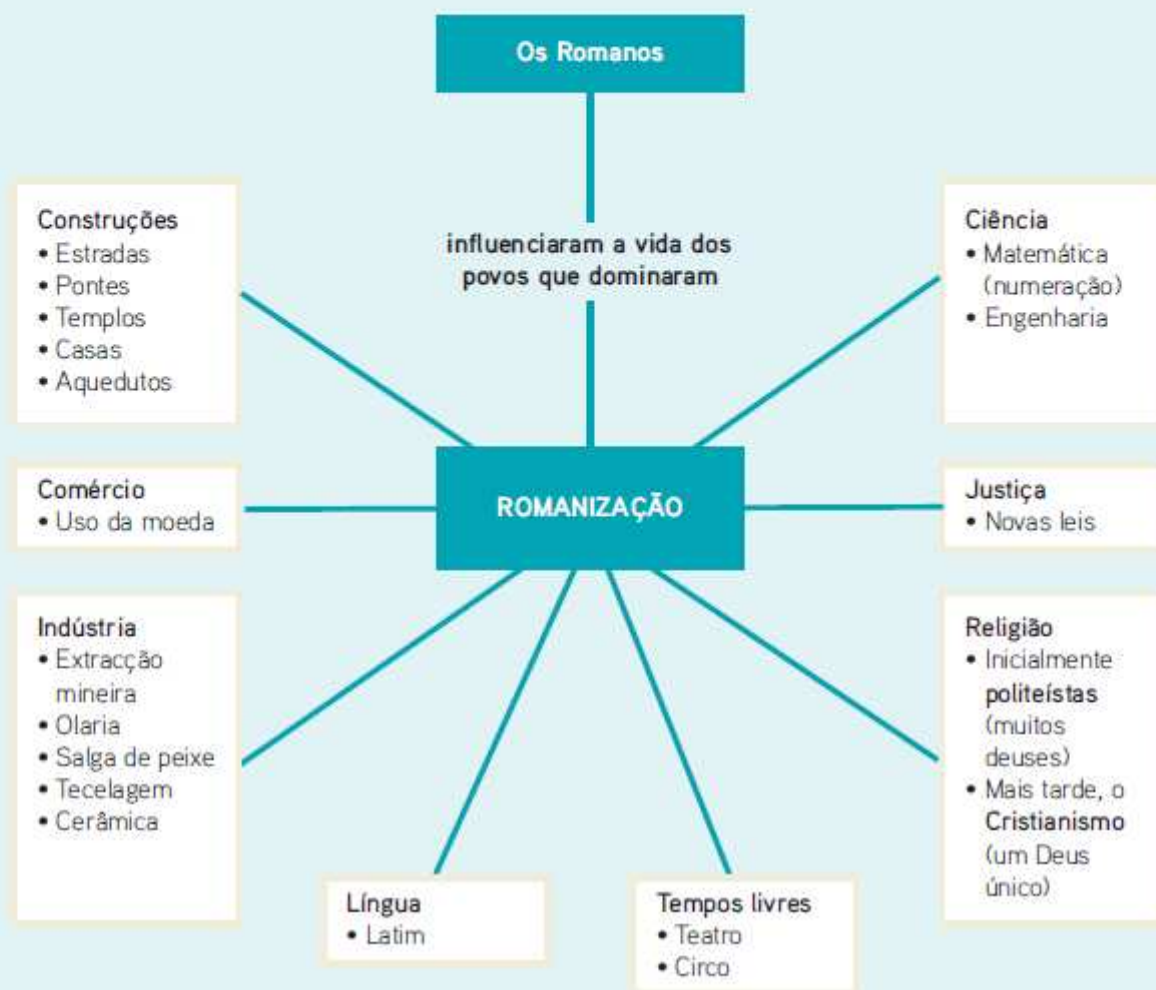 Os Romanos
influenciaram a vida dos
povos que dominaram
ROMANIZAÇÃO
Construções
• Estradas
• Pontes
• Templos
• Casas
• Aquedutos
Comércio
• Uso da moeda
Indústria
• Extracção
mineira
• Olaria
• Salga de peixe
• Tecelagem
• Cerâmica
Língua
• Latim
Tempos livres
• Teatro
• Circo
Ciência
• Matemática
(numeração)
• Engenharia
Justiça
• Novas leis
Religião
• Inicialmente
politeístas
(muitos
deuses)
• Mais tarde, o
Cristianismo
(um Deus
único)